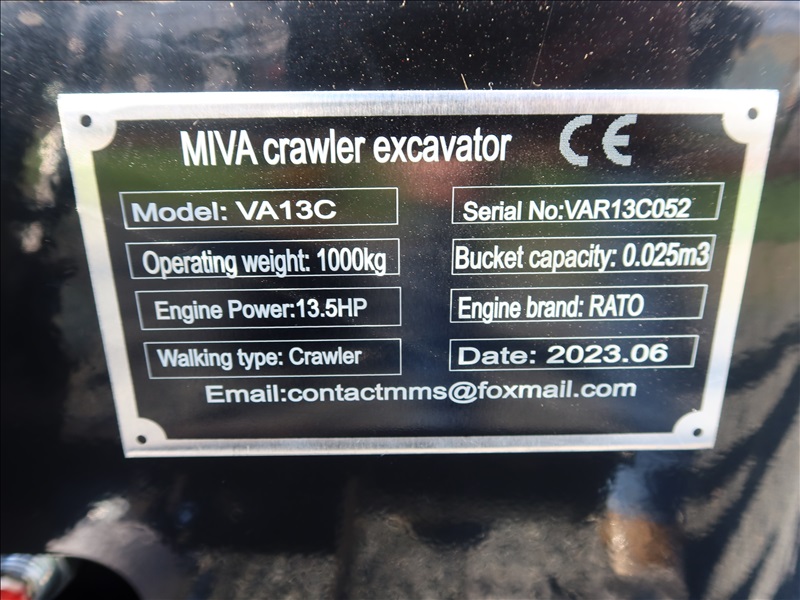 MIVA crawler excavator CE
Model: VA13C
Serial No:VAR13C052
Operating weight: 1000kg
Bucket capacity: 0.025m3
Engine Power:13.5HP
Engine brand: RATO
Walking type: Crawler
Date: 2023.06
Email:contactmms@foxmail.com